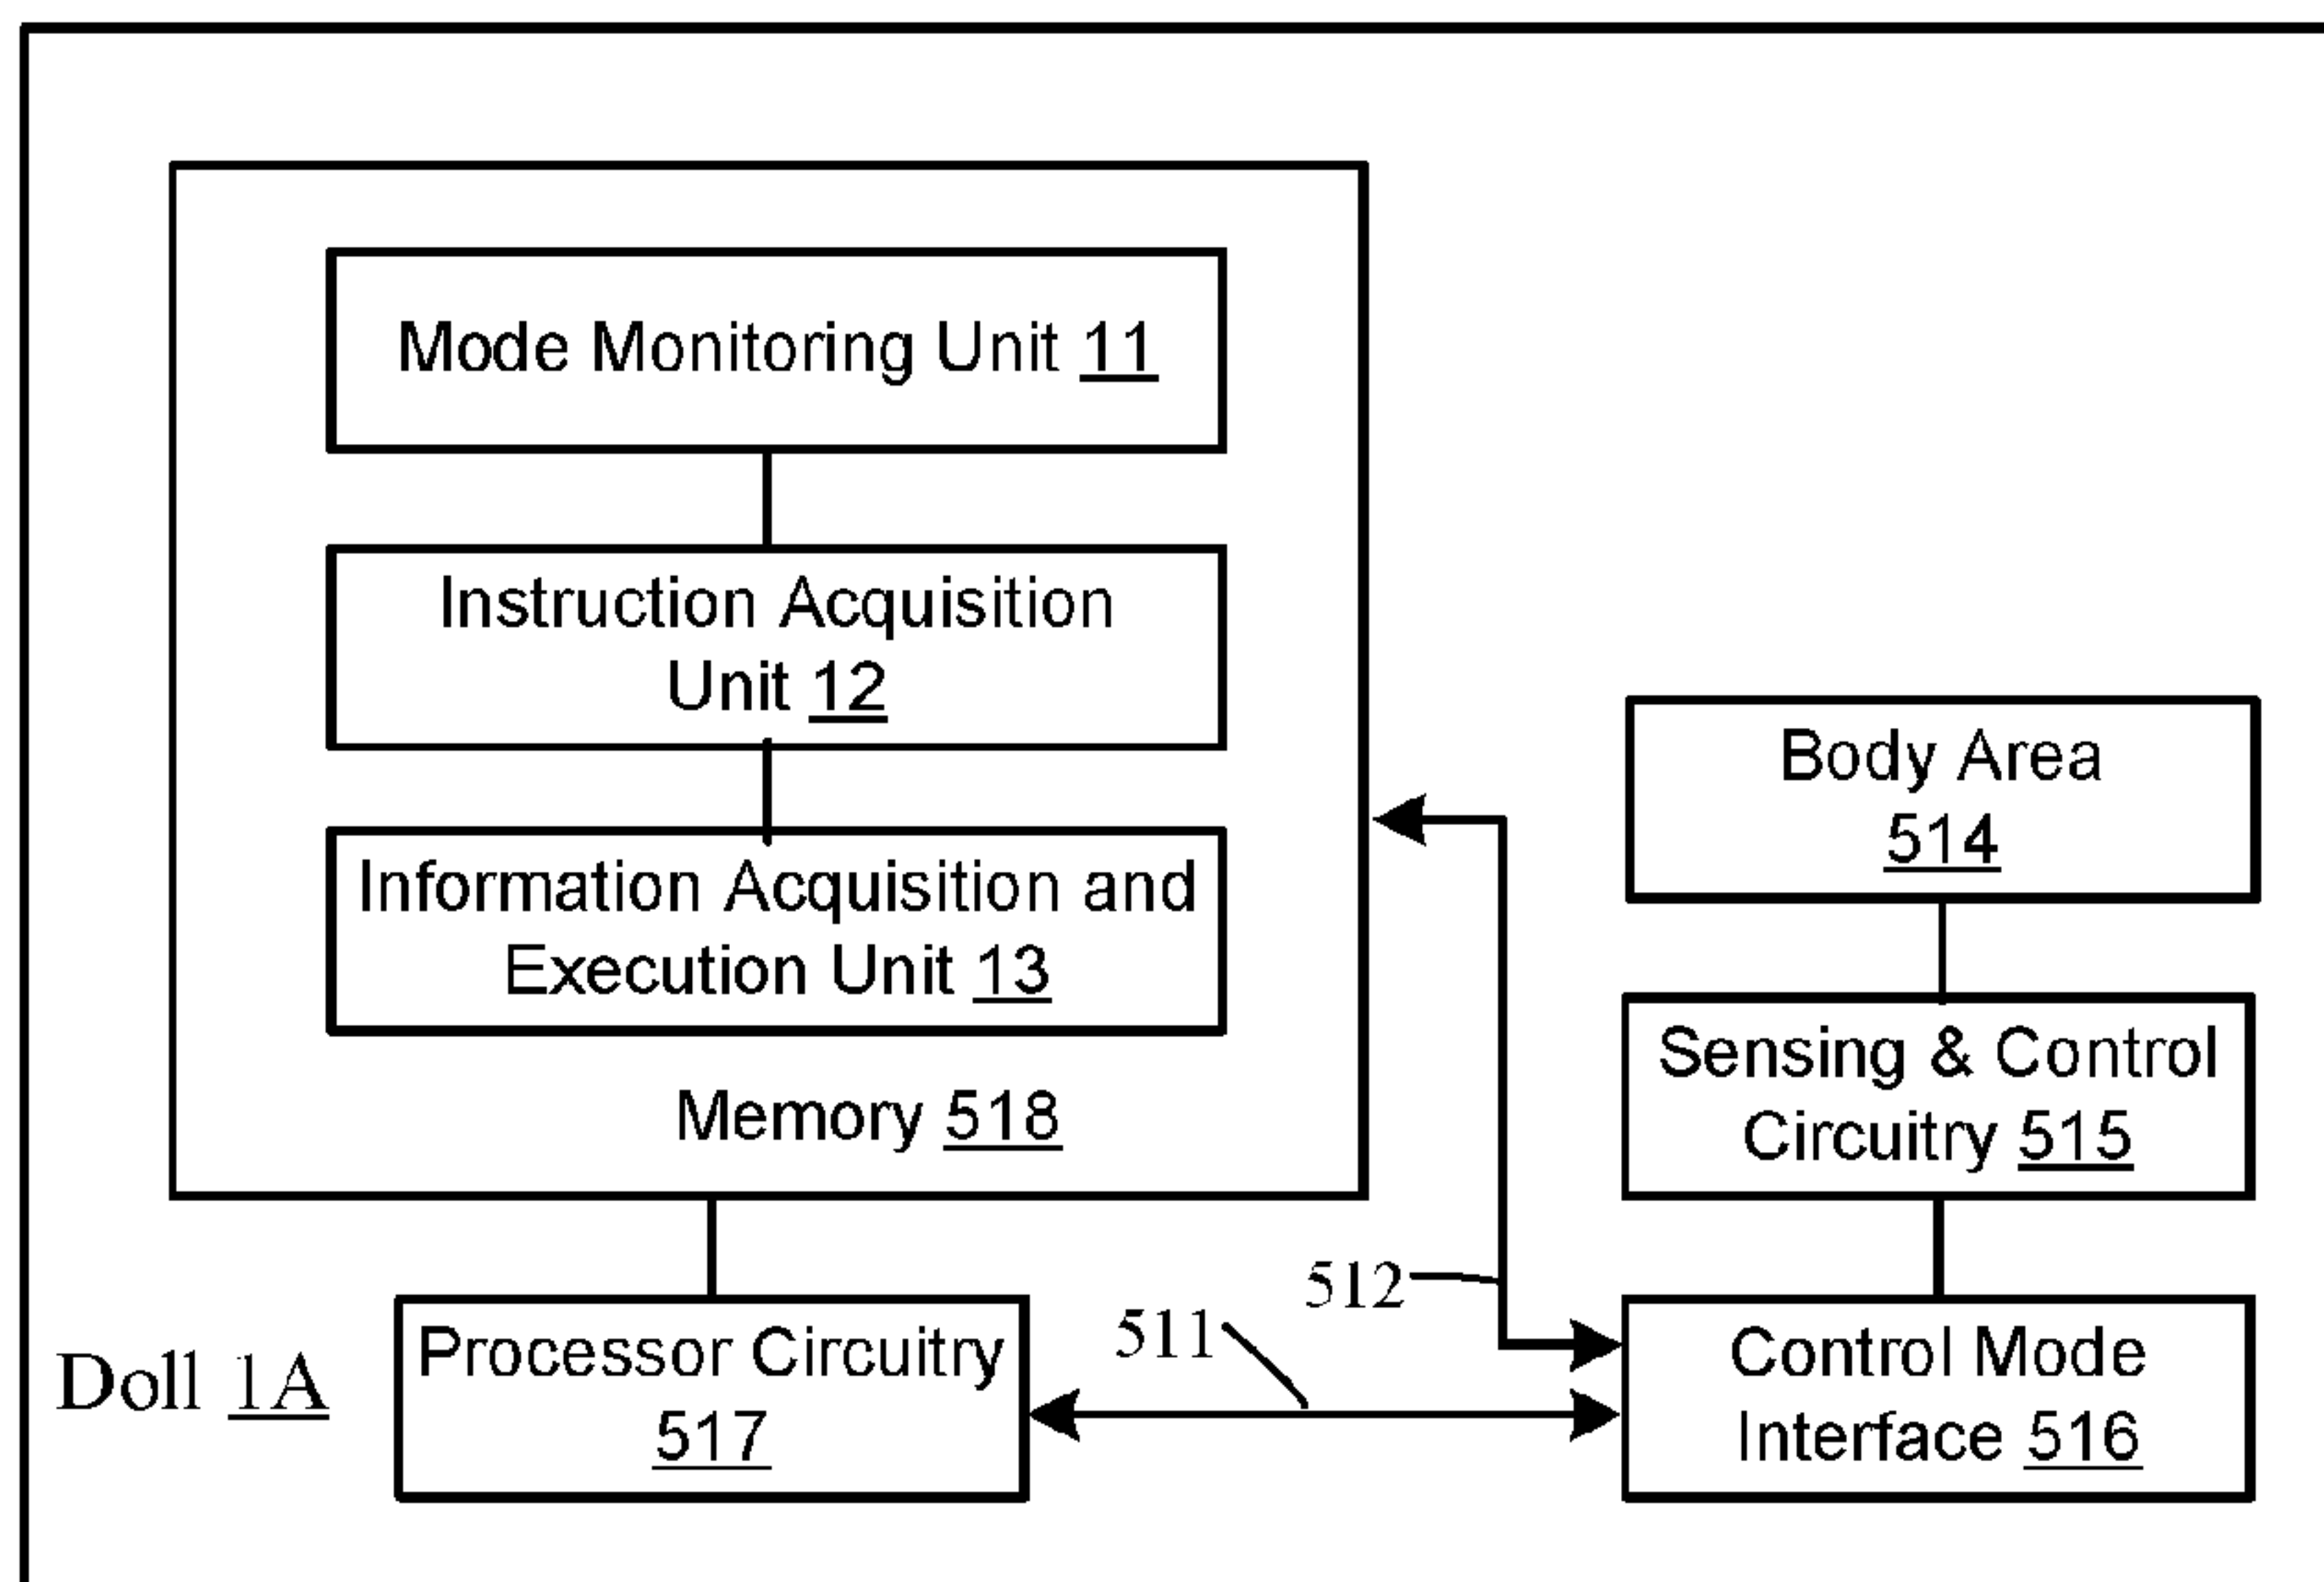 Mode Monitoring Unit 11
Instruction Acquisition
Unit 12
Information Acquisition and
Execution Unit 13
Memory 518
Body Area
514
Sensing & Control
Circuitry 515
512
511
Control Mode
Interface 516
Processor Circuitry
517
Doll 1A